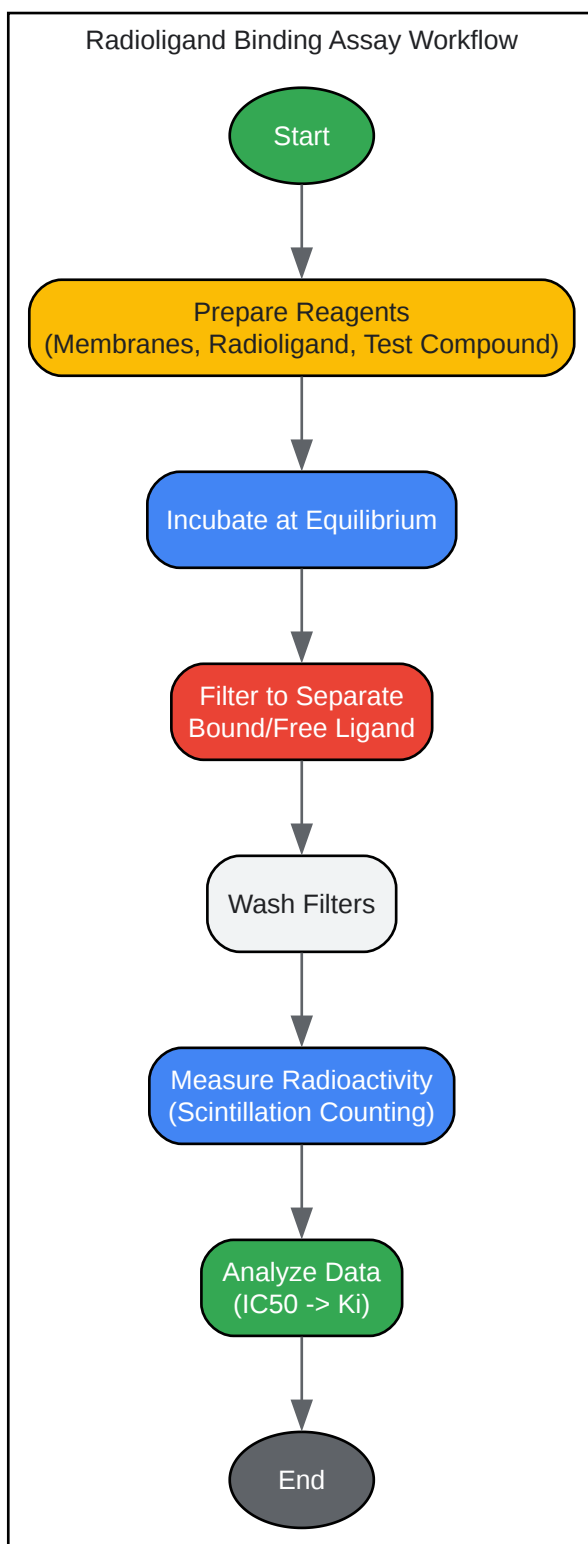 Radioligand Binding Assay Workflow
Start
Prepare Reagents
(Membranes, Radioligand, Test Compound)
Incubate at Equilibrium
Filter to Separate
Bound/Free Ligand
Wash Filters
Measure Radioactivity
(Scintillation Counting)
Analyze Data
(IC50 -> Ki)
End